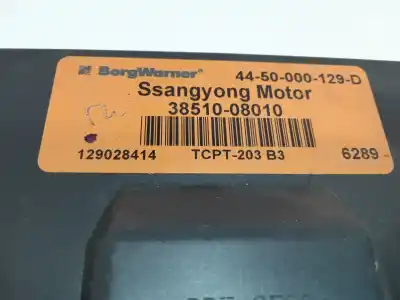 BorgWarner® 44-50-000-129-D
Ssangyong Motor
38510-08010
129028414 TCPT-203 B3 6289 -